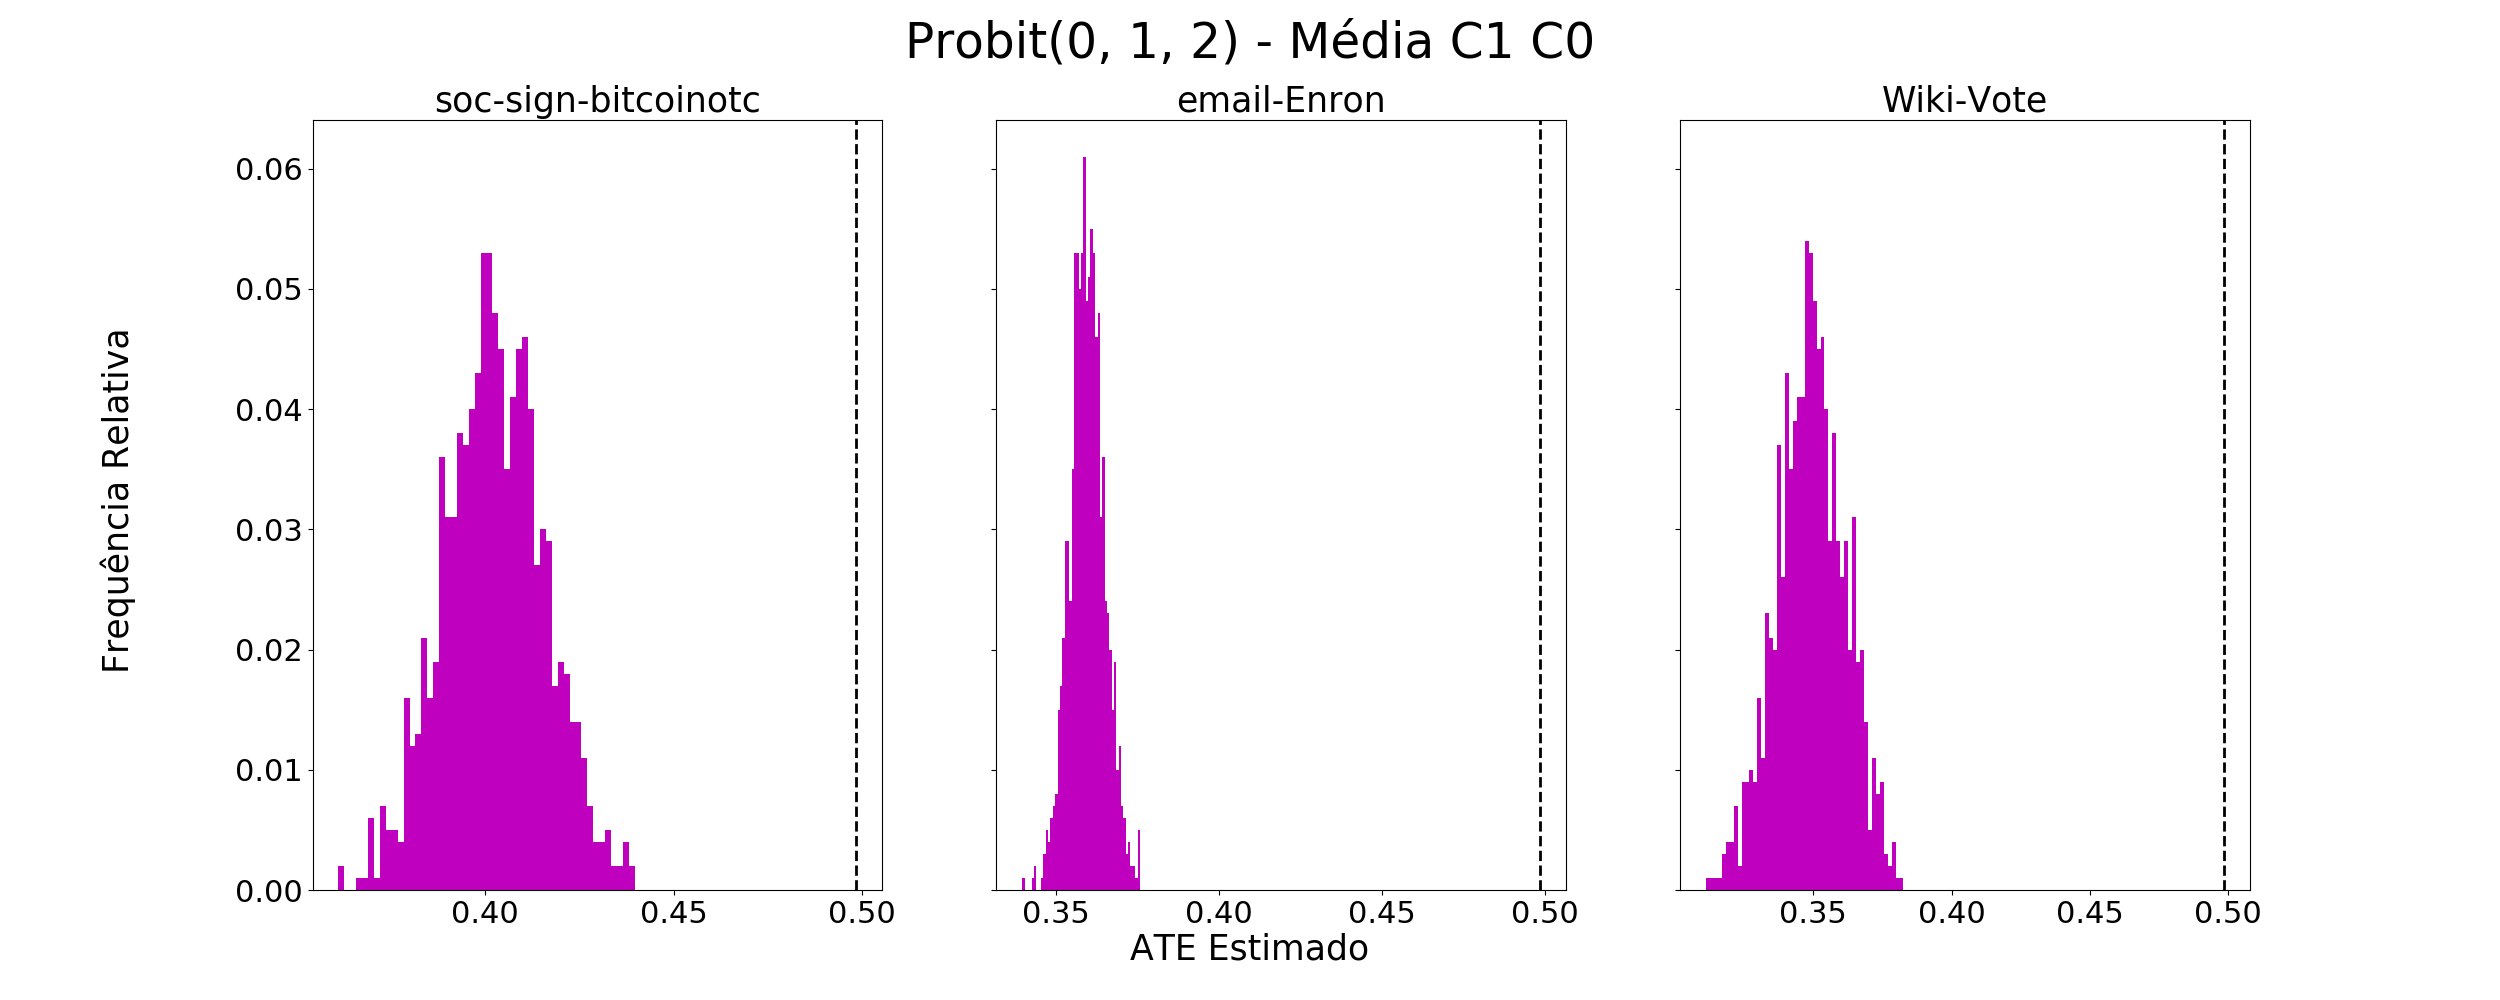 Probit(0, 1, 2) - Média C1 C0
soc-sign-bitcoinotc
email-Enron
Wiki-Vote
Frequência Relativa
0.06
0.05
0.04
0.03
0.02
0.01
0.00
0.40 0.45 0.50
0.35 0.40 0.45 0.50
0.35 0.40 0.45 0.50
ATE Estimado